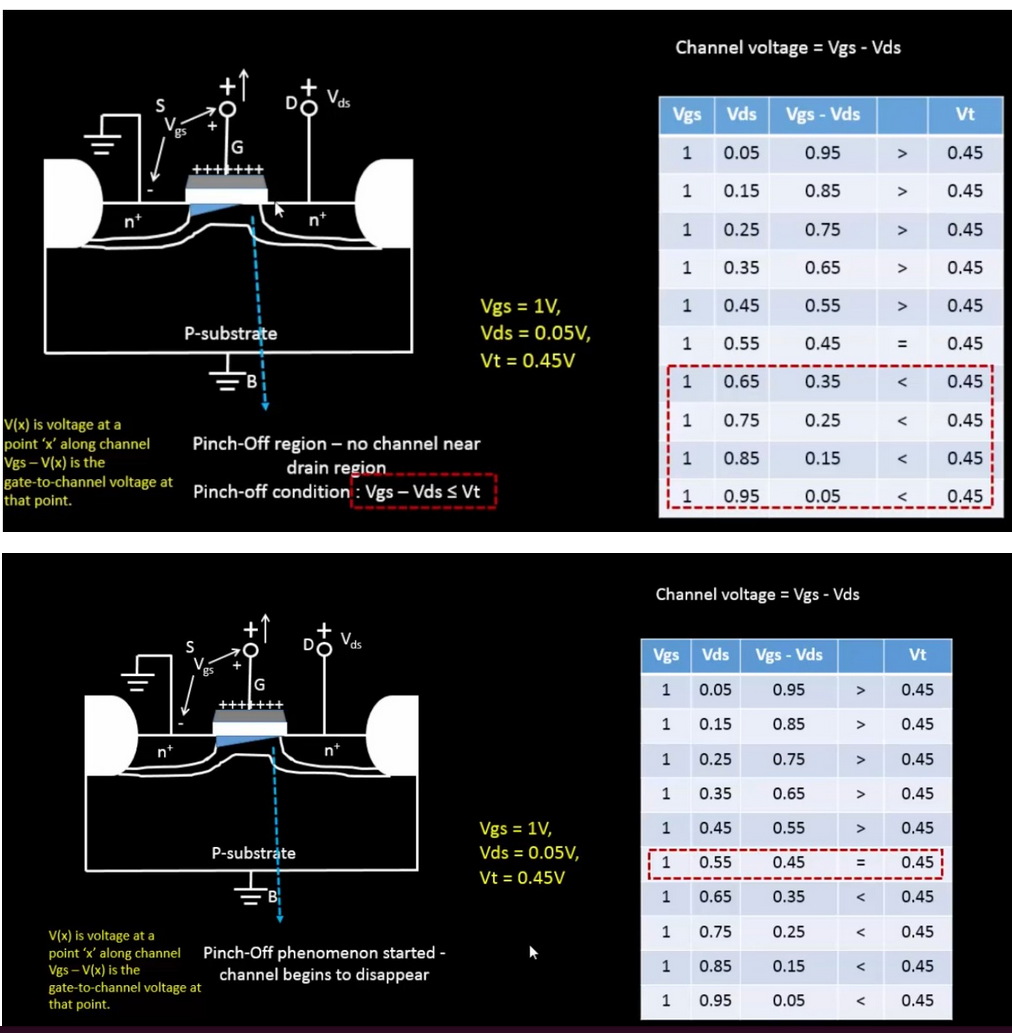 Channel voltage = Vgs - Vds
+
S
Vgs
+
G
+++++++
-
D
+
Vds
n+
n+
P-substrate
B
Vgs = 1V,
Vds = 0.05V,
Vt = 0.45V
V(x) is voltage at a
point ‘x’ along channel
Vgs – V(x) is the
gate-to-channel voltage at
that point.
Pinch-Off region – no channel near
drain region
Pinch-off condition : Vgs – Vds ≤ Vt
Vgs Vds Vgs - Vds Vt
1 0.05 0.95 > 0.45
1 0.15 0.85 > 0.45
1 0.25 0.75 > 0.45
1 0.35 0.65 > 0.45
1 0.45 0.55 > 0.45
1 0.55 0.45 = 0.45
1 0.65 0.35 < 0.45
1 0.75 0.25 < 0.45
1 0.85 0.15 < 0.45
1 0.95 0.05 < 0.45
Channel voltage = Vgs - Vds
+
S
Vgs
+
G
+++++++
-
D
+
Vds
n+
n+
P-substrate
B
Vgs = 1V,
Vds = 0.05V,
Vt = 0.45V
V(x) is voltage at a
point ‘x’ along channel
Vgs – V(x) is the
gate-to-channel voltage at
that point.
Pinch-Off phenomenon started -
channel begins to disappear
Vgs Vds Vgs - Vds Vt
1 0.05 0.95 > 0.45
1 0.15 0.85 > 0.45
1 0.25 0.75 > 0.45
1 0.35 0.65 > 0.45
1 0.45 0.55 > 0.45
1 0.55 0.45 = 0.45
1 0.65 0.35 < 0.45
1 0.75 0.25 < 0.45
1 0.85 0.15 < 0.45
1 0.95 0.05 < 0.45